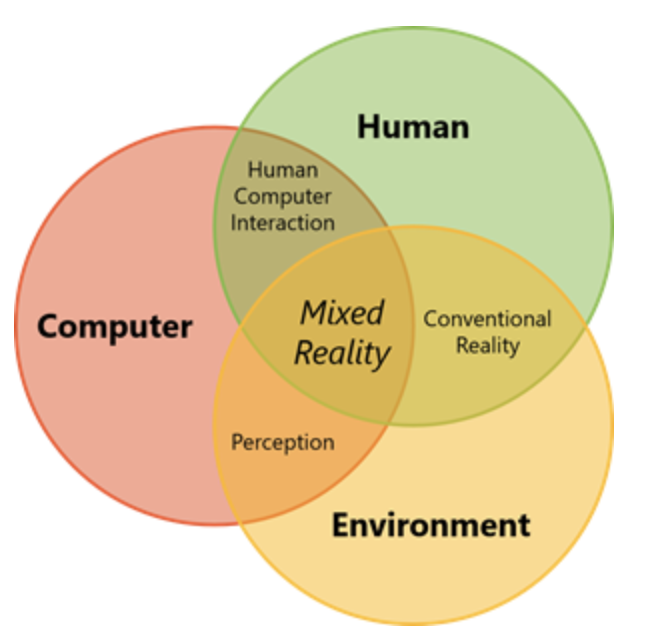 Human
Human
Computer
Interaction
Computer
Mixed
Reality
Conventional
Reality
Perception
Environment